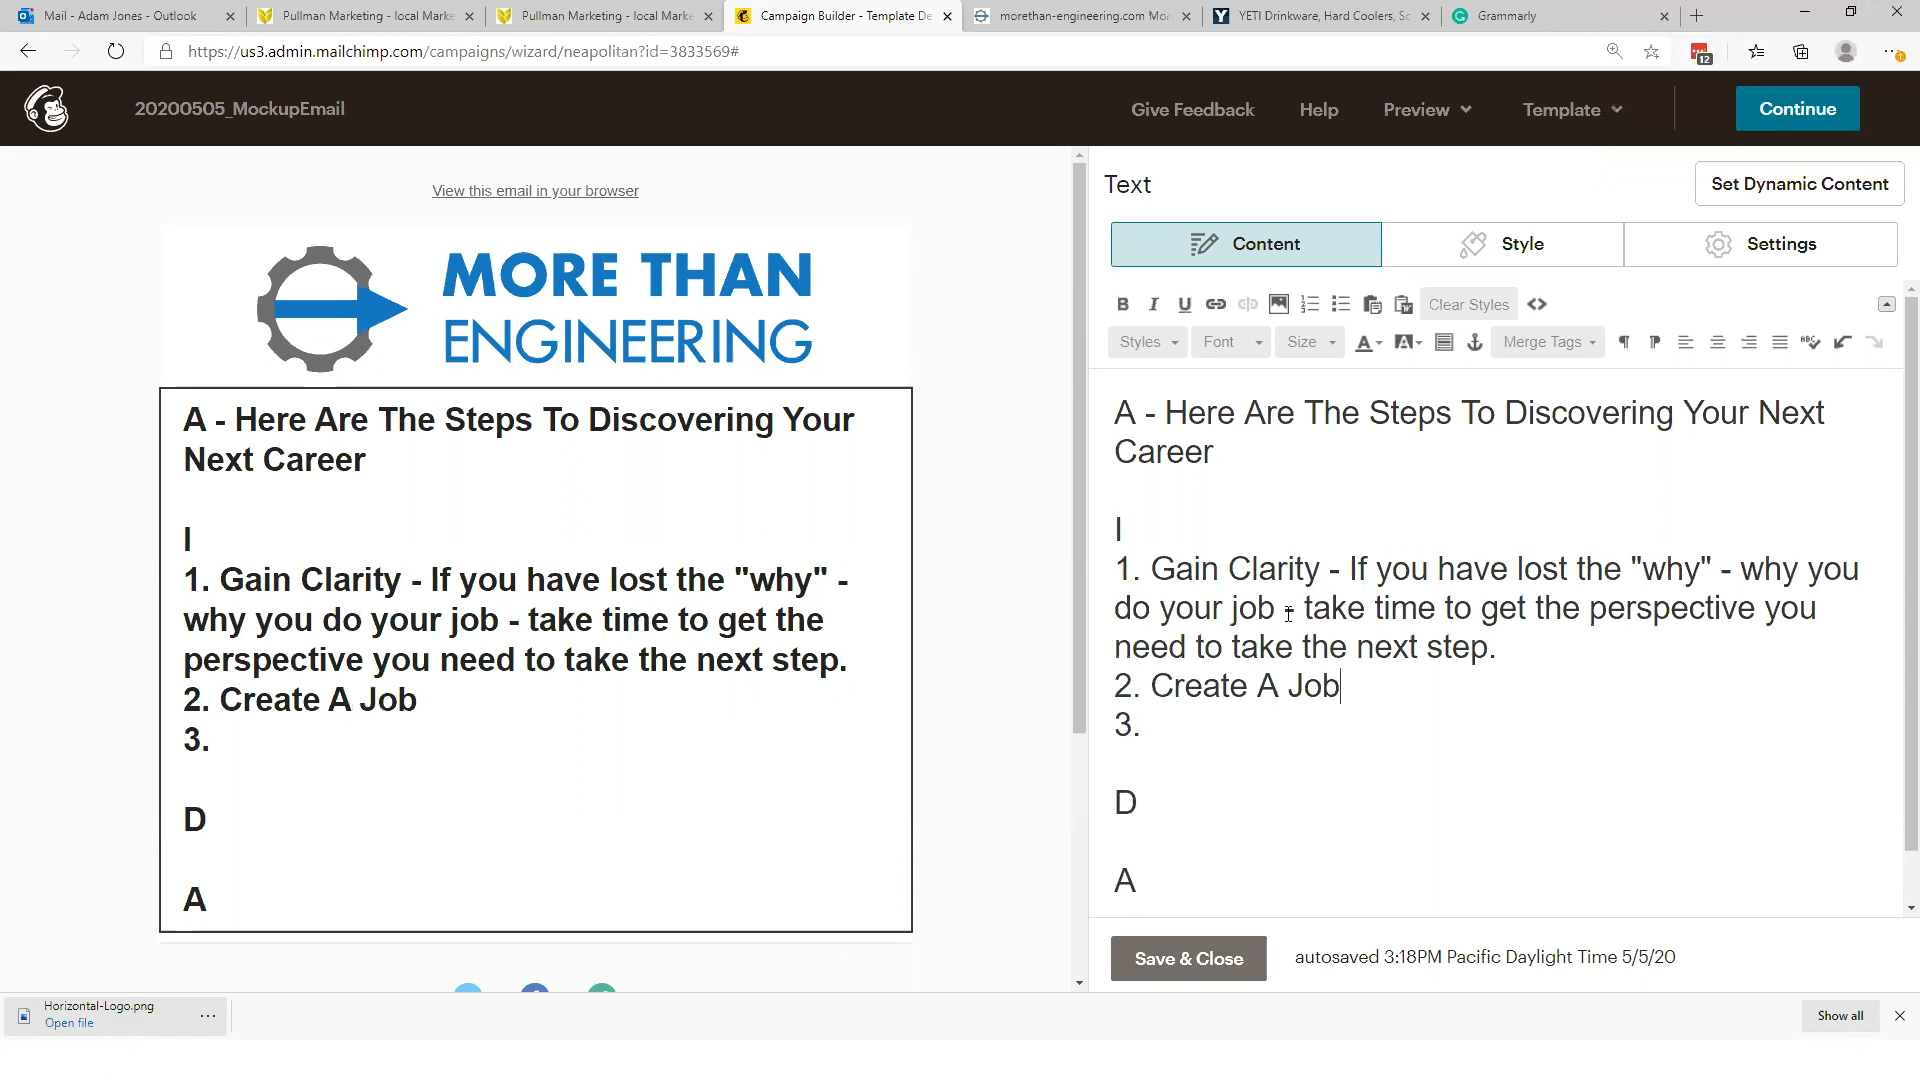 Mail - Adam Jones - Outlook
Pullman Marketing - local Marke
Pullman Marketing - local Marke
Campaign Builder - Template De
morethan-engineering.com Mor
YETI Drinkware, Hard Coolers, So
Grammarly
https://us3.admin.mailchimp.com/campaigns/wizard/neapolitan?id=3833569#
12
20200505_MockupEmail
Give Feedback
Help
Preview
Template
Continue
View this email in your browser
MORE THAN
ENGINEERING
A - Here Are The Steps To Discovering Your
Next Career
I
1. Gain Clarity - If you have lost the "why" -
why you do your job - take time to get the
perspective you need to take the next step.
2. Create A Job
3.
D
A
Text
Set Dynamic Content
Content
Style
Settings
B I U
Clear Styles
Styles
Font
Size
A
A
Merge Tags
ABC
A - Here Are The Steps To Discovering Your Next
Career
I
1. Gain Clarity - If you have lost the "why" - why you
do your job - take time to get the perspective you
need to take the next step.
2. Create A Job
3.
D
A
Save & Close
autosaved 3:18PM Pacific Daylight Time 5/5/20
Horizontal-Logo.png
Open file
Show all